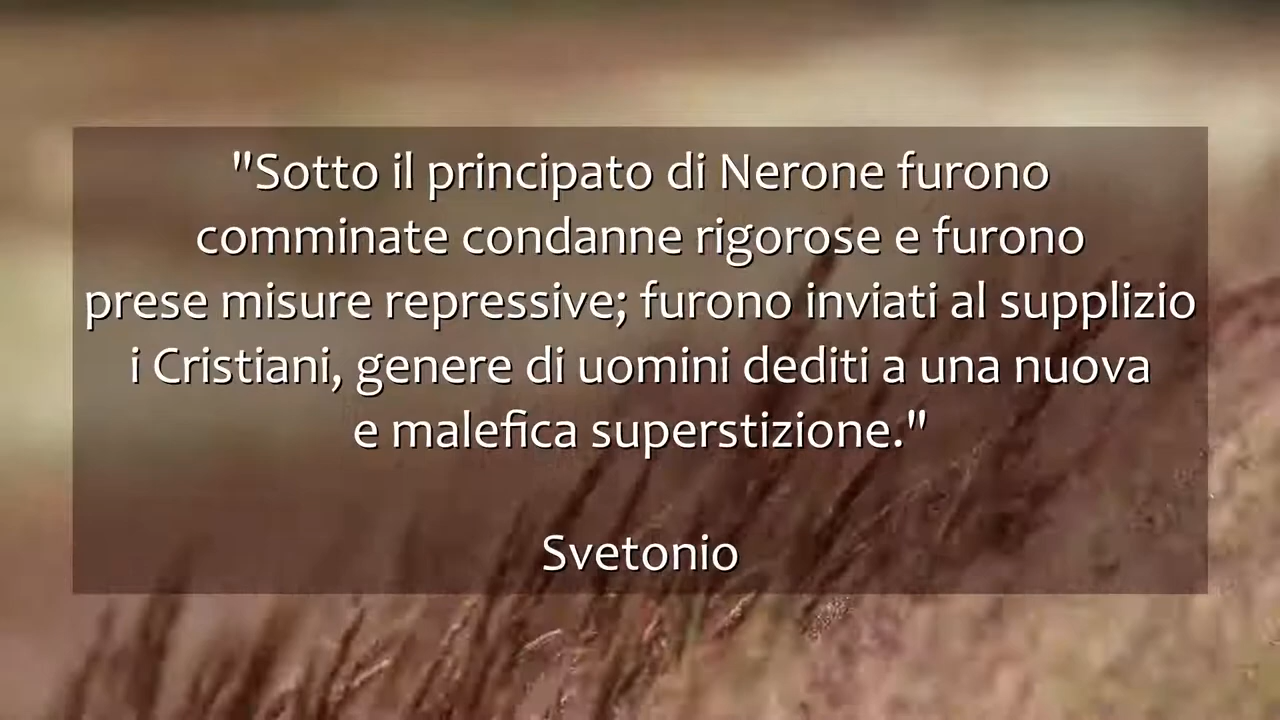 "Sotto il principato di Nerone furono
comminate condanne rigorose e furono
prese misure repressive; furono inviati al supplizio
i Cristiani, genere di uomini dediti a una nuova
e malefica superstizione."
Svetonio